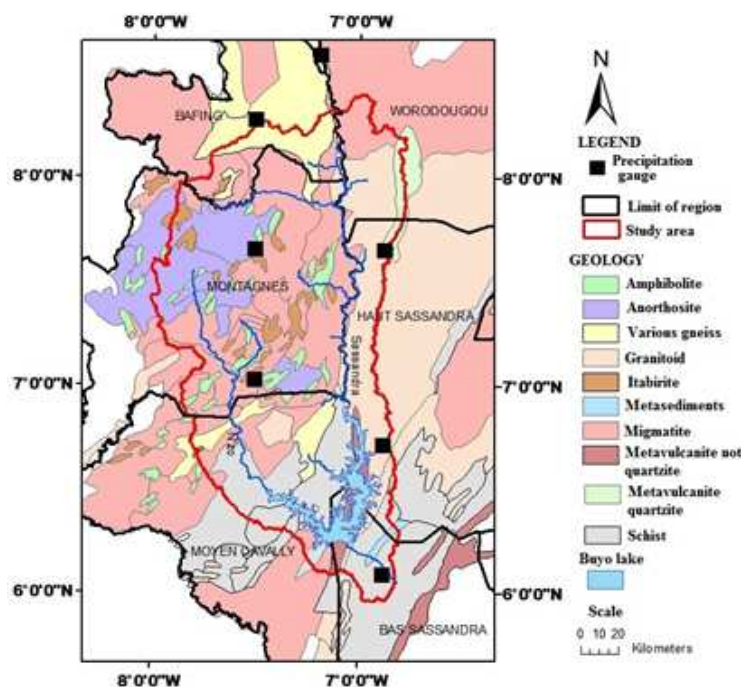 8°0'0"W 7°0'0"W
8°0'0"N
7°0'0"N
6°0'0"N
8°0'0"N
7°0'0"N
6°0'0"N
8°0'0"W 7°0'0"W
BAFING
WORODOUGOU
MONTAGNES
HAUT SASSANDRA
Sassandra
N'zo
MOYEN CAVALLY
BAS SASSANDRA
N
LEGEND
Precipitation
gauge
Limit of region
Study area
GEOLOGY
Amphibolite
Anorthosite
Various gneiss
Granitoid
Itabirite
Metasediments
Migmatite
Metavulcanite not
quartzite
Metavulcanite
quartzite
Schist
Buyo lake
Scale
0 10 20
Kilometers